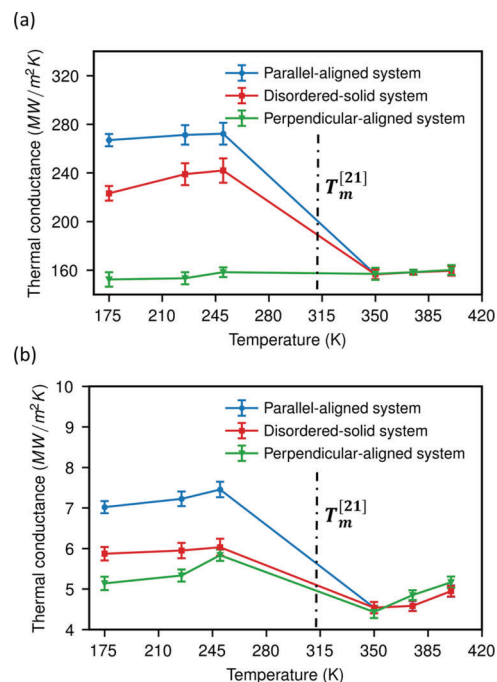 (a)
Thermal conductance (MW/m²K)
320
280
240
200
160
Parallel-aligned system
Disordered-solid system
Perpendicular-aligned system
T_m^[21]
175 210 245 280 315 350 385 420
Temperature (K)
(b)
Thermal conductance (MW/m²K)
10
9
8
7
6
5
4
Parallel-aligned system
Disordered-solid system
Perpendicular-aligned system
T_m^[21]
175 210 245 280 315 350 385 420
Temperature (K)